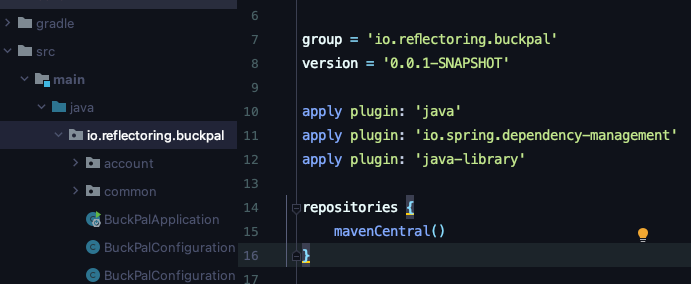 gradle
src
main
java
io.reflectoring.buckpal
account
common
BuckPalApplication
BuckPalConfiguration
BuckPalConfiguration
6
7 group = 'io.reflectoring.buckpal'
8 version = '0.0.1-SNAPSHOT'
9
10 apply plugin: 'java'
11 apply plugin: 'io.spring.dependency-management'
12 apply plugin: 'java-library'
13
14 repositories {
15 mavenCentral()
16 }
17